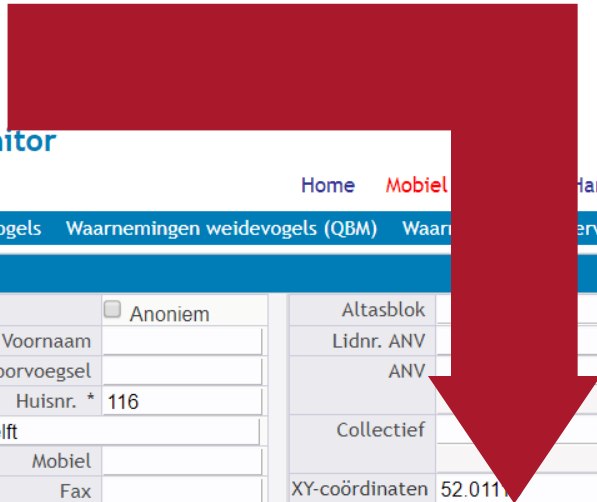 itor
Home Mobiel
ogels Waarnemingen weidevogels (QBM)
Anoniem Altasblok
Voornaam Lidnr. ANV
oorvoegsel ANV
Huisnr. * 116
lft Collectief
Mobiel
Fax XY-coördinaten 52.011